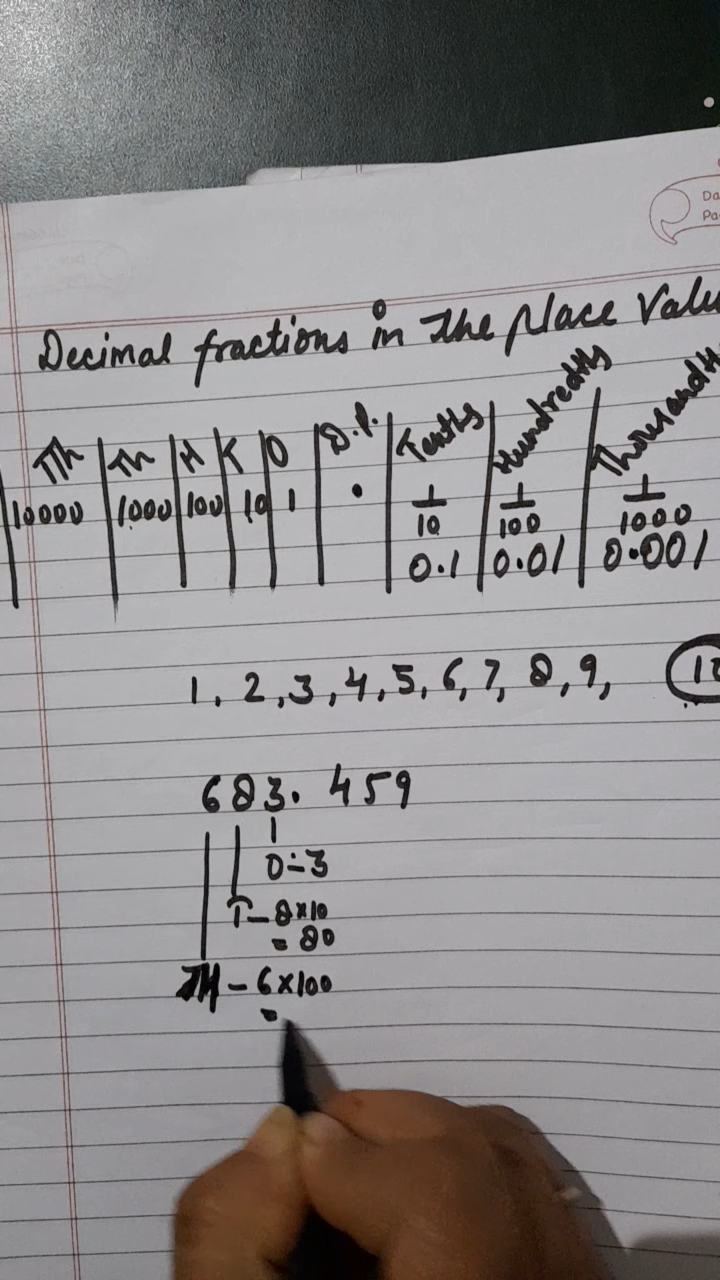 Da
Pa
Decimal fractions in the place Valu
TTh Th H T O D.P. Tenths Hundredths Thousandth
10000 1000 100 10 1 . 1/10 1/100 1/1000
0.1 0.01 0.001
1, 2, 3, 4, 5, 6, 7, 8, 9,
683.459
O-3
T-8×10
= 80
H-6×100
=